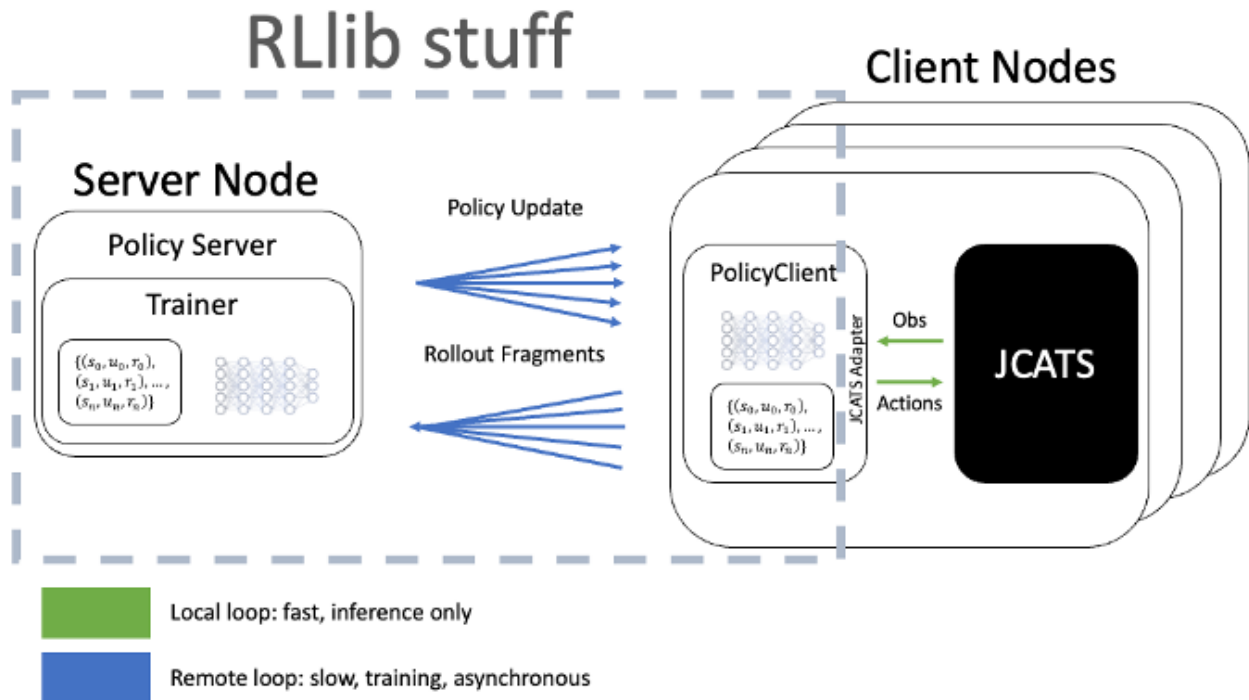 RLlib stuff
Client Nodes
Server Node
Policy Server
Trainer
{(s₀, u₀, r₀),
(s₁, u₁, r₁), ...,
(sₙ, uₙ, rₙ)}
Policy Update
Rollout Fragments
PolicyClient
{(s₀, u₀, r₀),
(s₁, u₁, r₁), ...,
(sₙ, uₙ, rₙ)}
JCATS Adapter
Obs
Actions
JCATS
Local loop: fast, inference only
Remote loop: slow, training, asynchronous